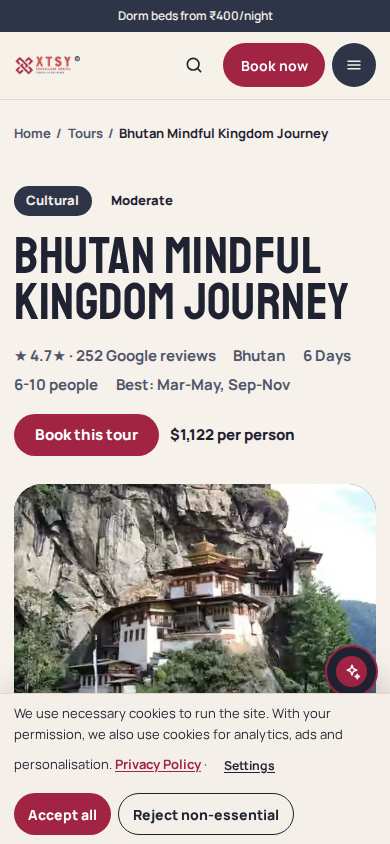 Dorm beds from ₹400/night
XTSY
Book now
Home / Tours / Bhutan Mindful Kingdom Journey
Cultural Moderate
BHUTAN MINDFUL
KINGDOM JOURNEY
★ 4.7★ · 252 Google reviews Bhutan 6 Days
6-10 people Best: Mar-May, Sep-Nov
Book this tour $1,122 per person
We use necessary cookies to run the site. With your
permission, we also use cookies for analytics, ads and
personalisation. Privacy Policy · Settings
Accept all Reject non-essential